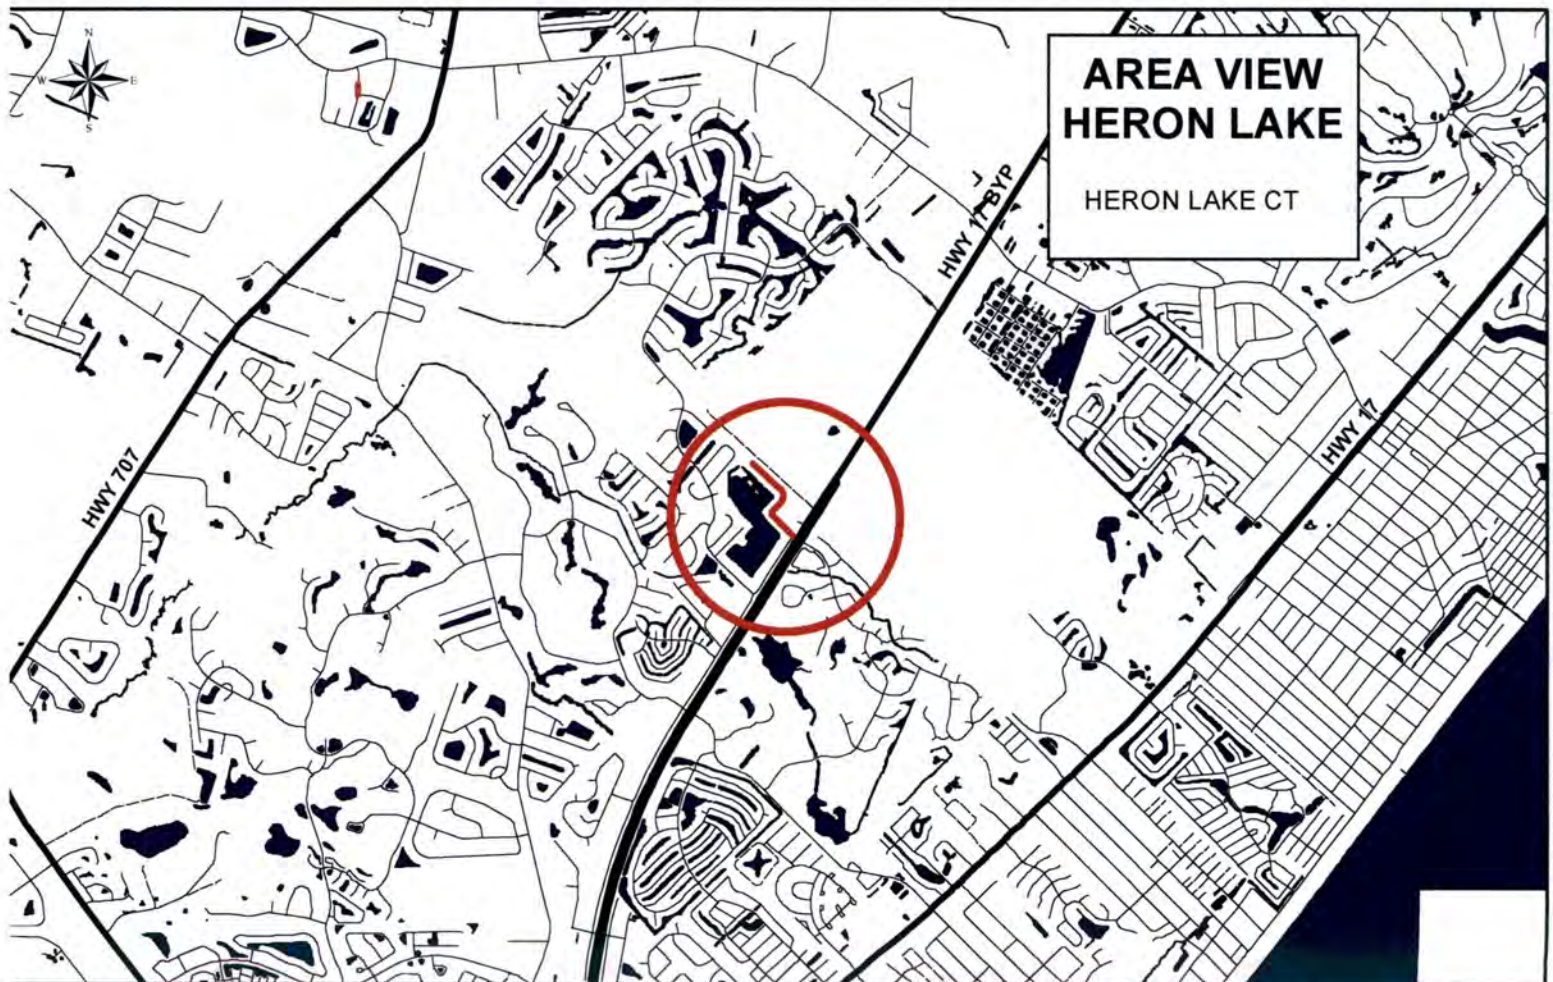 N
W E
S
AREA VIEW
HERON LAKE
HERON LAKE CT
HWY 17 BYP
HWY 17
HWY 707